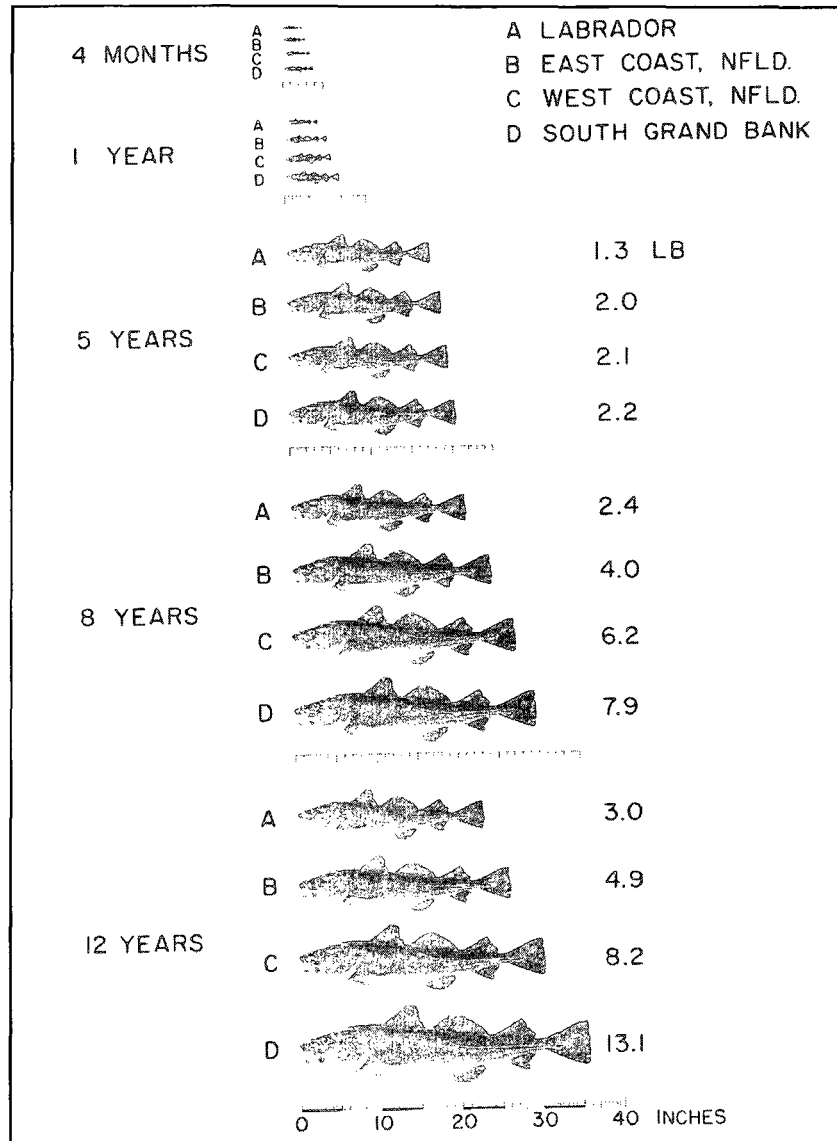 A LABRADOR
B EAST COAST, NFLD.
C WEST COAST, NFLD.
D SOUTH GRAND BANK
4 MONTHS
A
B
C
D
1 YEAR
A
B
C
D
5 YEARS
A 1.3 LB
B 2.0
C 2.1
D 2.2
8 YEARS
A 2.4
B 4.0
C 6.2
D 7.9
12 YEARS
A 3.0
B 4.9
C 8.2
D 13.1
0 10 20 30 40 INCHES